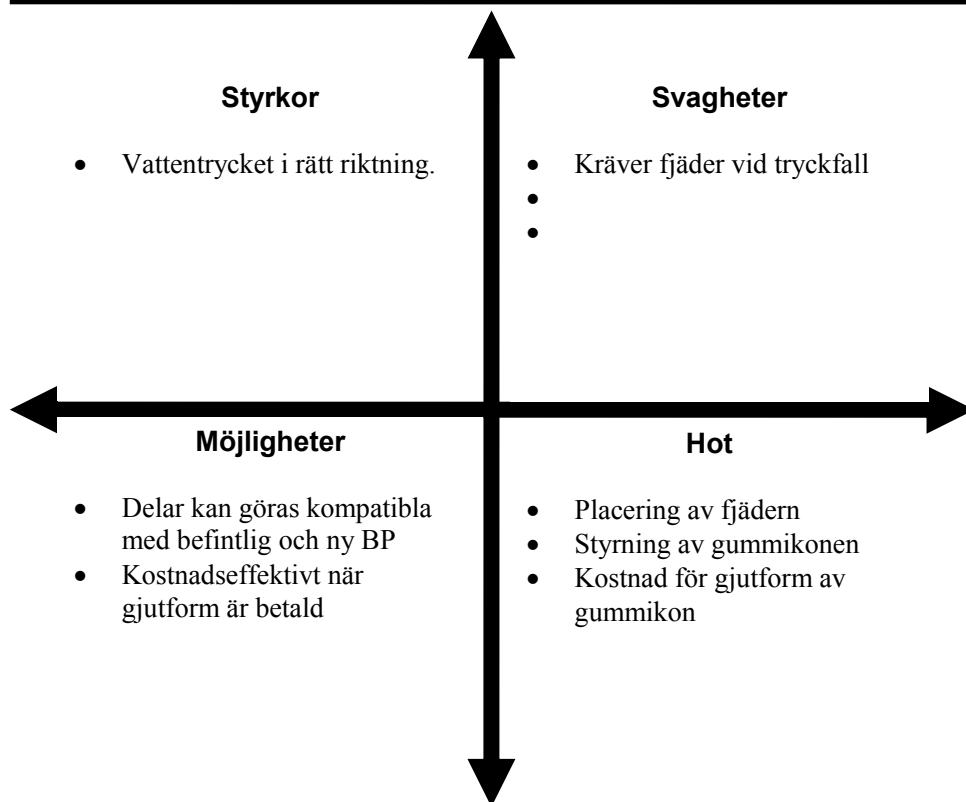 Styrkor
• Vattentrycket i rätt riktning.
Svagheter
• Kräver fjäder vid tryckfall
•
•
Möjligheter
• Delar kan göras kompatibla
med befintlig och ny BP
• Kostnadseffektivt när
gjutform är betald
Hot
• Placering av fjädern
• Styrning av gummikonen
• Kostnad för gjutform av
gummikon